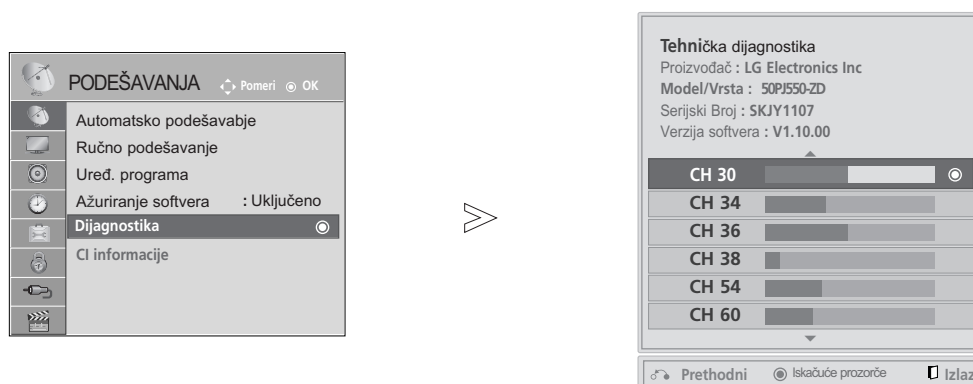 PODEŠAVANJA Pomeri OK
Automatsko podešavabje
Ručno podešavanje
Uređ. programa
Ažuriranje softvera : Uključeno
Dijagnostika
CI informacije
Tehnička dijagnostika
Proizvođač : LG Electronics Inc
Model/Vrsta : 50PJ550-ZD
Serijski Broj : SKJY1107
Verzija softvera : V1.10.00
CH 30
CH 34
CH 36
CH 38
CH 54
CH 60
Prethodni Iskačuće prozorče Izlaz